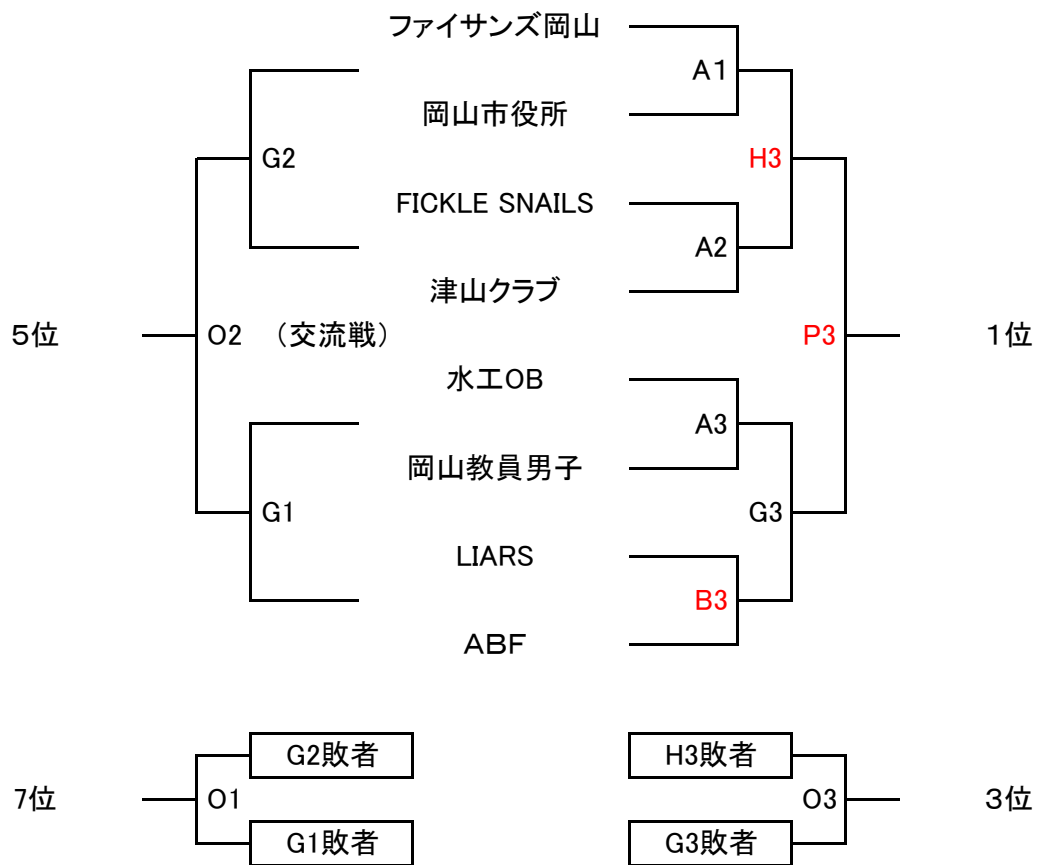 ファイサンズ岡山
A1
岡山市役所
G2
H3
FICKLE SNAILS
A2
津山クラブ
5位
O2 (交流戦)
P3
1位
水工OB
A3
岡山教員男子
G1
G3
LIARS
B3
ABF
G2敗者
H3敗者
7位
O1
O3
3位
G1敗者
G3敗者